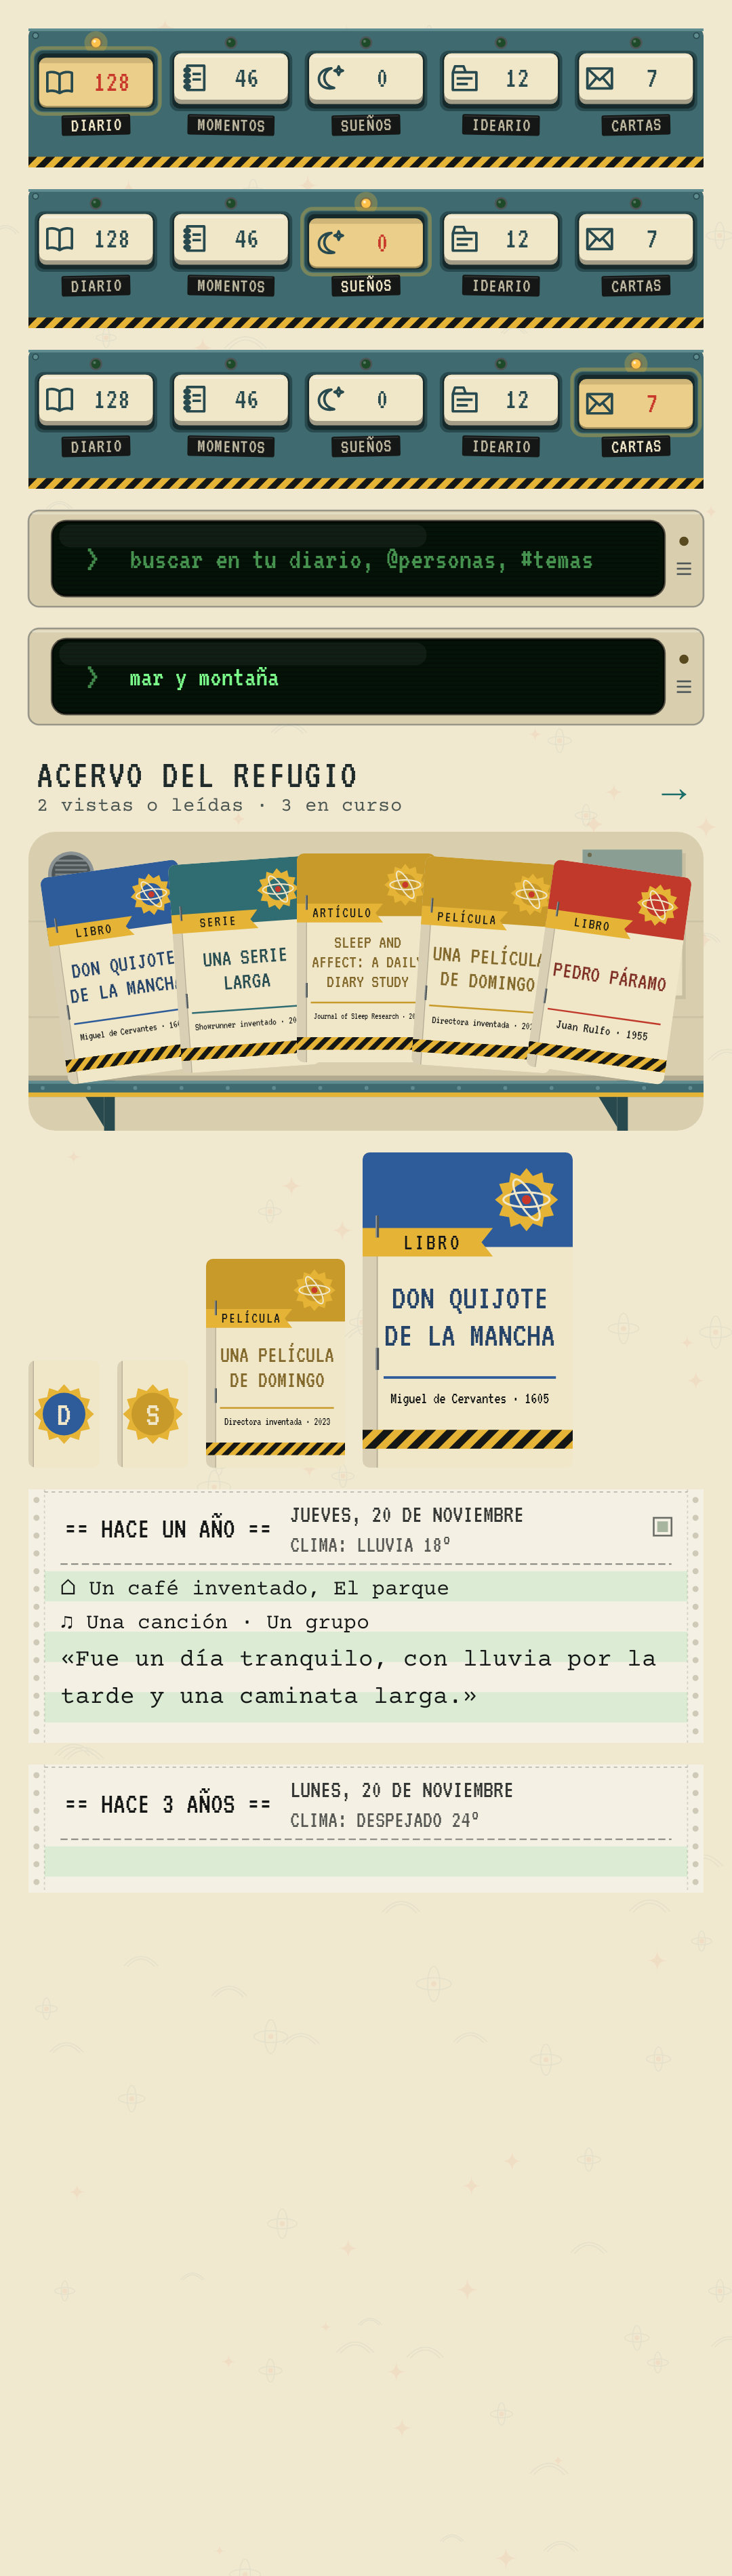 128 46 0 12 7
DIARIO MOMENTOS SUEÑOS IDEARIO CARTAS
128 46 0 12 7
DIARIO MOMENTOS SUEÑOS IDEARIO CARTAS
128 46 0 12 7
DIARIO MOMENTOS SUEÑOS IDEARIO CARTAS
buscar en tu diario, @personas, #temas
mar y montaña
ACERVO DEL REFUGIO
2 vistas o leídas · 3 en curso
→
LIBRO
DON QUIJOTE
DE LA MANCH
Miguel de Cervantes · 16
SERIE
UNA SERIE
LARGA
Showrunner inventado · 20
ARTÍCULO
SLEEP AND
AFFECT: A DAILY
DIARY STUDY
Journal of Sleep Research · 20
PELÍCULA
UNA PELÍCULA
DE DOMINGO
Directora inventada · 202
LIBRO
PEDRO PÁRAMO
Juan Rulfo · 1955
D
S
PELÍCULA
UNA PELÍCULA
DE DOMINGO
Directora inventada · 2023
LIBRO
DON QUIJOTE
DE LA MANCHA
Miguel de Cervantes · 1605
== HACE UN AÑO ==
JUEVES, 20 DE NOVIEMBRE
CLIMA: LLUVIA 18º
⌂ Un café inventado, El parque
♫ Una canción · Un grupo
«Fue un día tranquilo, con lluvia por la
tarde y una caminata larga.»
== HACE 3 AÑOS ==
LUNES, 20 DE NOVIEMBRE
CLIMA: DESPEJADO 24º